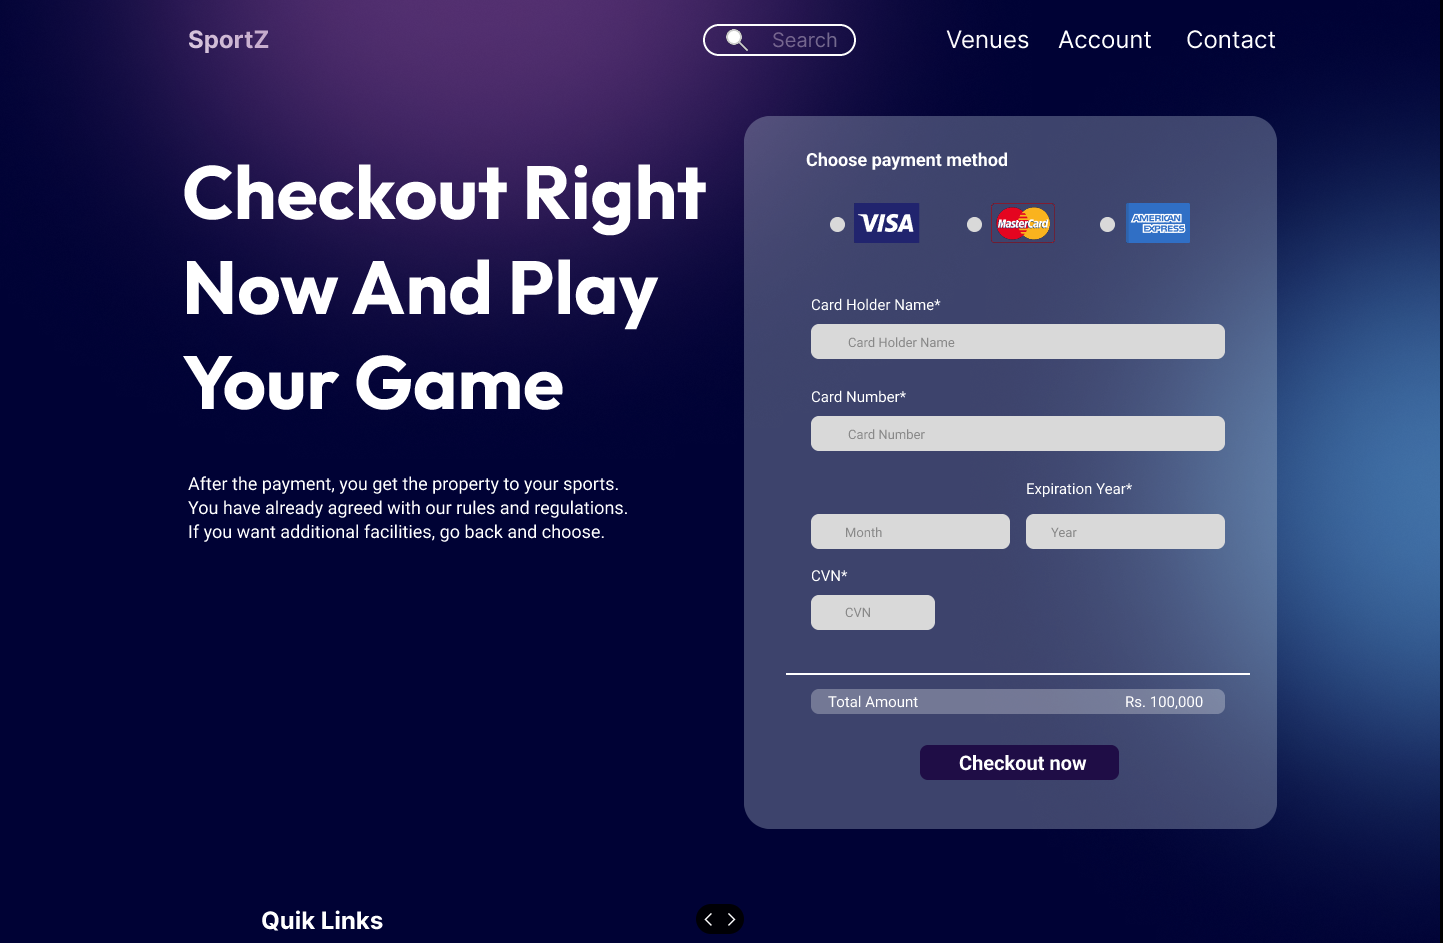 SportZ
Search
Venues
Account
Contact
Checkout Right
Now And Play
Your Game
After the payment, you get the property to your sports.
You have already agreed with our rules and regulations.
If you want additional facilities, go back and choose.
Choose payment method
VISA
MasterCard
AMERICAN
EXPRESS
Card Holder Name*
Card Holder Name
Card Number*
Card Number
Expiration Year*
Month
Year
CVN*
CVN
Total Amount
Rs. 100,000
Checkout now
Quik Links